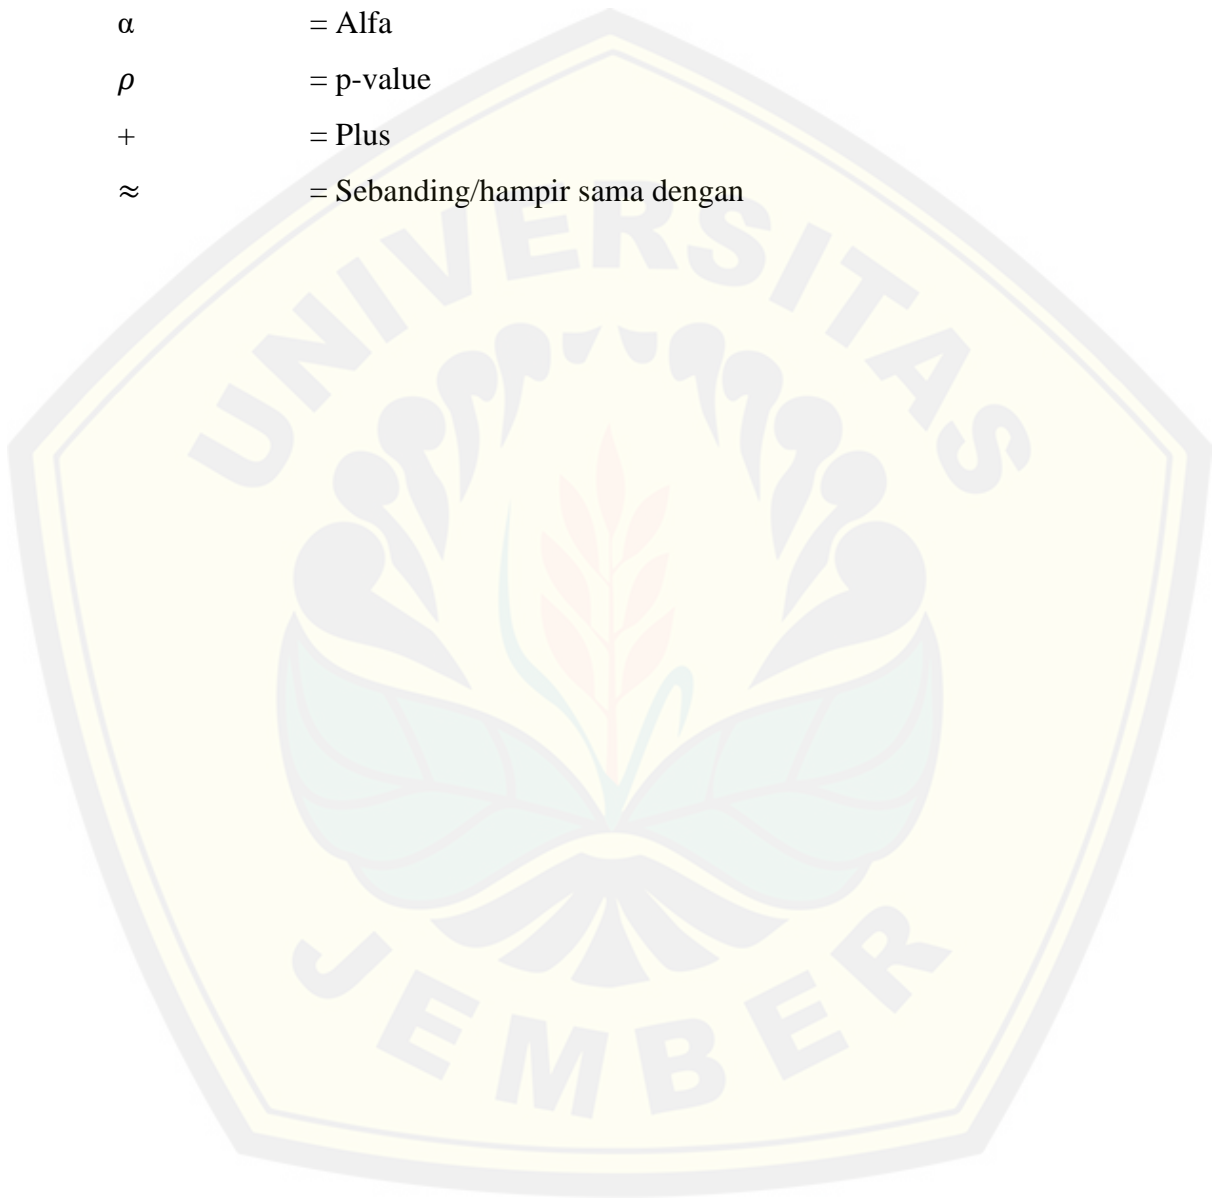 α = Alfa
𝜌 = p-value
+ = Plus
≈ = Sebanding/hampir sama dengan
UNIVERSITAS
JEMBER